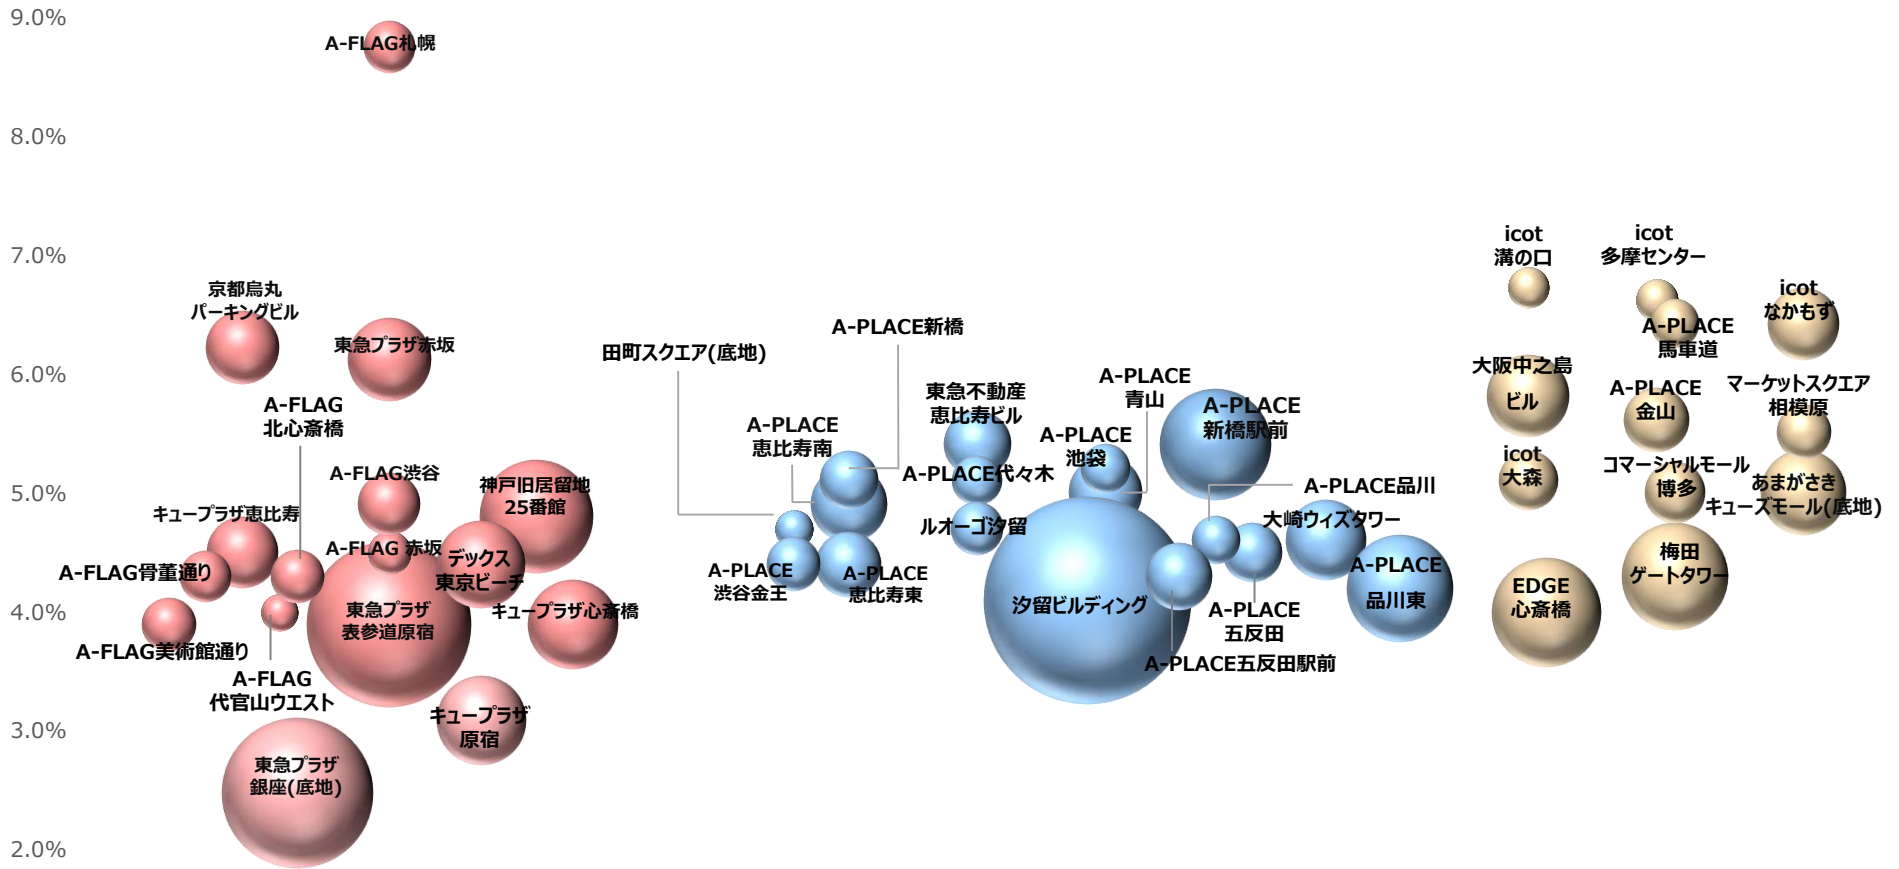 9.0%
8.0%
7.0%
6.0%
5.0%
4.0%
3.0%
2.0%
A-FLAG札幌
京都烏丸
パーキングビル
東急プラザ赤坂
A-FLAG
北心斎橋
A-FLAG渋谷
神戸旧居留地
25番館
キュープラザ恵比寿
A-FLAG 赤坂
デックス
東京ビーチ
A-FLAG骨董通り
東急プラザ
表参道原宿
キュープラザ心斎橋
A-FLAG美術館通り
A-FLAG
代官山ウエスト
キュープラザ
原宿
東急プラザ
銀座(底地)
田町スクエア(底地)
A-PLACE新橋
A-PLACE
恵比寿南
東急不動産
恵比寿ビル
A-PLACE
青山
A-PLACE
新橋駅前
A-PLACE
池袋
A-PLACE代々木
A-PLACE品川
ルオーゴ汐留
大崎ウィズタワー
A-PLACE
渋谷金王
A-PLACE
恵比寿東
汐留ビルディング
A-PLACE
品川東
A-PLACE
五反田
A-PLACE五反田駅前
icot
溝の口
icot
多摩センター
icot
なかもず
A-PLACE
馬車道
大阪中之島
ビル
A-PLACE
金山
マーケットスクエア
相模原
icot
大森
コマーシャルモール
博多
あまがさき
キューズモール(底地)
梅田
ゲートタワー
EDGE
心斎橋